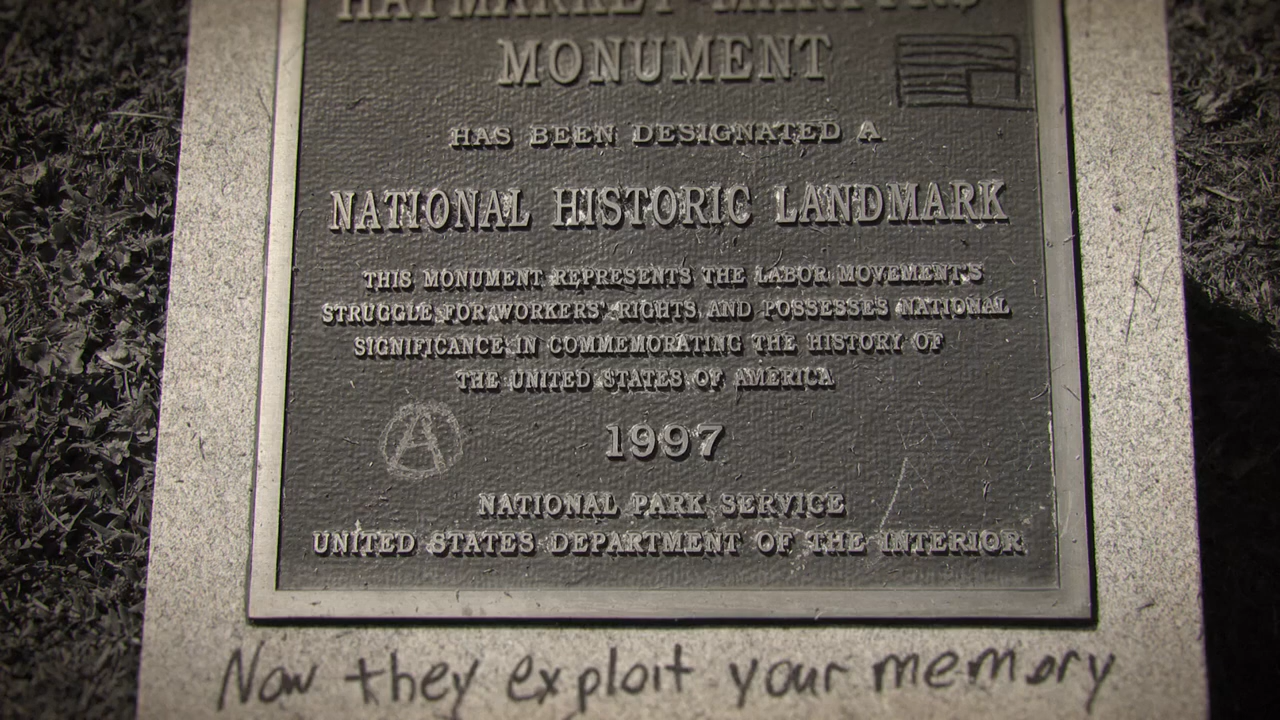 HAYMARKET MARTYRS'
MONUMENT
HAS BEEN DESIGNATED A
NATIONAL HISTORIC LANDMARK
THIS MONUMENT REPRESENTS THE LABOR MOVEMENT'S
STRUGGLE FOR WORKERS' RIGHTS AND POSSESSES NATIONAL
SIGNIFICANCE IN COMMEMORATING THE HISTORY OF
THE UNITED STATES OF AMERICA
A
1997
NATIONAL PARK SERVICE
UNITED STATES DEPARTMENT OF THE INTERIOR
Now they exploit your memory